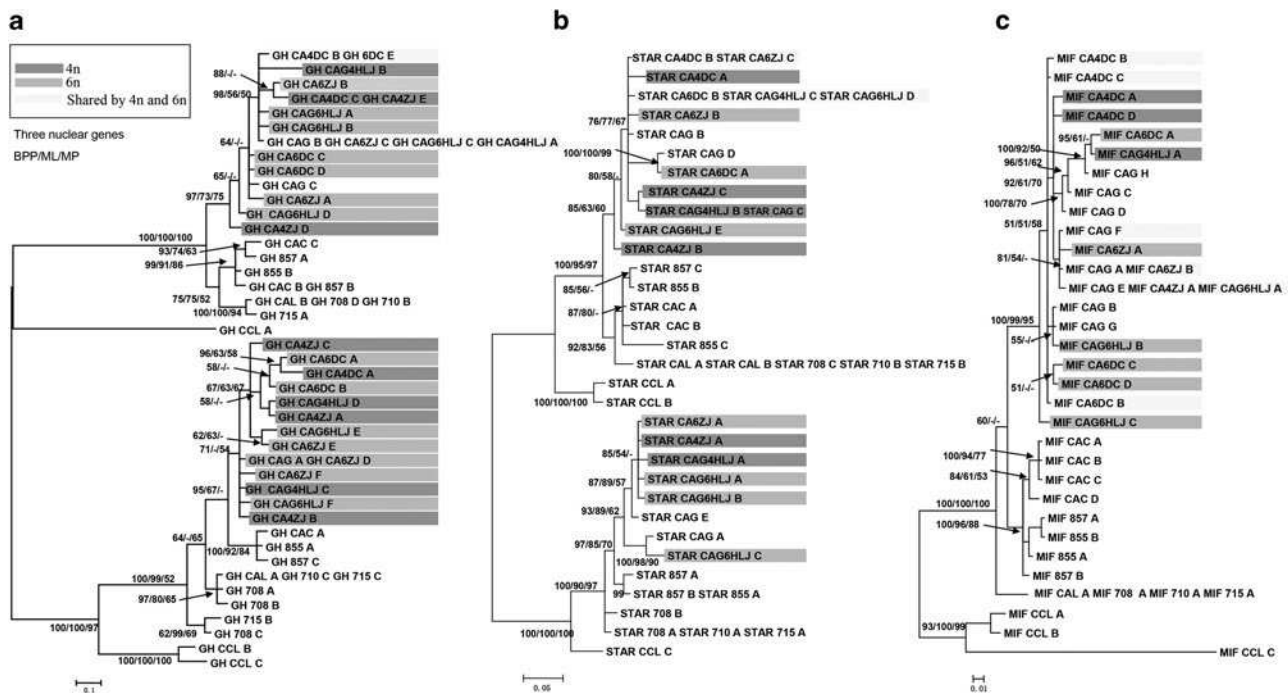 a
4n
6n
Shared by 4n and 6n
Three nuclear genes
BPP/ML/MP
GH CA4DC B GH 6DC E
GH CAG4HLJ B
88/-/-
GH CA6ZJ B
98/56/50
GH CA4DC C GH CA4ZJ E
GH CAG6HLJ A
GH CAG6HLJ B
GH CAG B GH CA6ZJ C GH CAG6HLJ C GH CAG4HLJ A
64/-/-
GH CA6DC C
GH CA6DC D
65/-/-
GH CAG C
GH CA6ZJ A
97/73/75
GH CAG6HLJ D
GH CA4ZJ D
100/100/100
GH CAC C
93/74/63
GH 857 A
99/91/86
GH 855 B
GH CAC B GH 857 B
75/75/52
GH CAL B GH 708 D GH 710 B
100/100/94
GH 715 A
GH CCL A
GH CA4ZJ C
96/63/58
GH CA6DC A
58/-/-
GH CA4DC A
67/63/67
GH CA6DC B
58/-/-
GH CAG4HLJ D
GH CA4ZJ A
GH CAG6HLJ E
62/63/-
GH CA6ZJ E
71/-/54
GH CAG A GH CA6ZJ D
GH CA6ZJ F
95/67/-
GH CAG4HLJ C
GH CAG6HLJ F
GH CA4ZJ B
64/-/65
GH CAC A
100/92/84
GH 855 A
GH 857 C
100/99/52
GH CAL A GH 710 C GH 715 C
GH 708 A
97/80/65
GH 708 B
GH 715 B
100/100/97
62/99/69
GH 708 C
GH CCL B
100/100/100
GH CCL C
0.1
b
STAR CA4DC B STAR CA6ZJ C
STAR CA4DC A
STAR CA6DC B STAR CAG4HLJ C STAR CAG6HLJ D
76/77/67
STAR CA6ZJ B
STAR CAG B
100/100/99
STAR CAG D
80/58/-
STAR CA6DC A
STAR CA4ZJ C
85/63/60
STAR CAG4HLJ B STAR CAG C
STAR CAG6HLJ E
STAR CA4ZJ B
100/95/97
STAR 857 C
85/56/-
STAR 855 B
87/80/-
STAR CAC A
STAR CAC B
92/83/56
STAR 855 C
STAR CAL A STAR CAL B STAR 708 C STAR 710 B STAR 715 B
STAR CCL A
100/100/100
STAR CCL B
STAR CA6ZJ A
STAR CA4ZJ A
85/54/-
STAR CAG4HLJ A
87/89/57
STAR CAG6HLJ A
STAR CAG6HLJ B
93/89/62
STAR CAG E
STAR CAG A
97/85/70
STAR CAG6HLJ C
100/98/90
STAR 857 A
100/90/97
99
STAR 857 B STAR 855 A
STAR 708 B
100/100/100
STAR 708 A STAR 710 A STAR 715 A
STAR CCL C
0.05
c
MIF CA4DC B
MIF CA4DC C
MIF CA4DC A
MIF CA4DC D
95/61/-
MIF CA6DC A
100/92/50
MIF CAG4HLJ A
96/51/62
MIF CAG H
92/61/70
MIF CAG C
100/78/70
MIF CAG D
51/51/58
MIF CAG F
MIF CA6ZJ A
81/54/-
MIF CAG A MIF CA6ZJ B
MIF CAG E MIF CA4ZJ A MIF CAG6HLJ A
MIF CAG B
100/99/95
MIF CAG G
55/-/-
MIF CAG6HLJ B
MIF CA6DC C
51/-/-
MIF CA6DC D
MIF CA6DC B
MIF CAG6HLJ C
60/-/-
MIF CAC A
100/94/77
MIF CAC B
84/61/53
MIF CAC C
MIF CAC D
100/100/100
MIF 857 A
100/96/88
MIF 855 B
MIF 855 A
MIF 857 B
MIF CAL A MIF 708 A MIF 710 A MIF 715 A
MIF CCL A
93/100/99
MIF CCL B
MIF CCL C
0.01